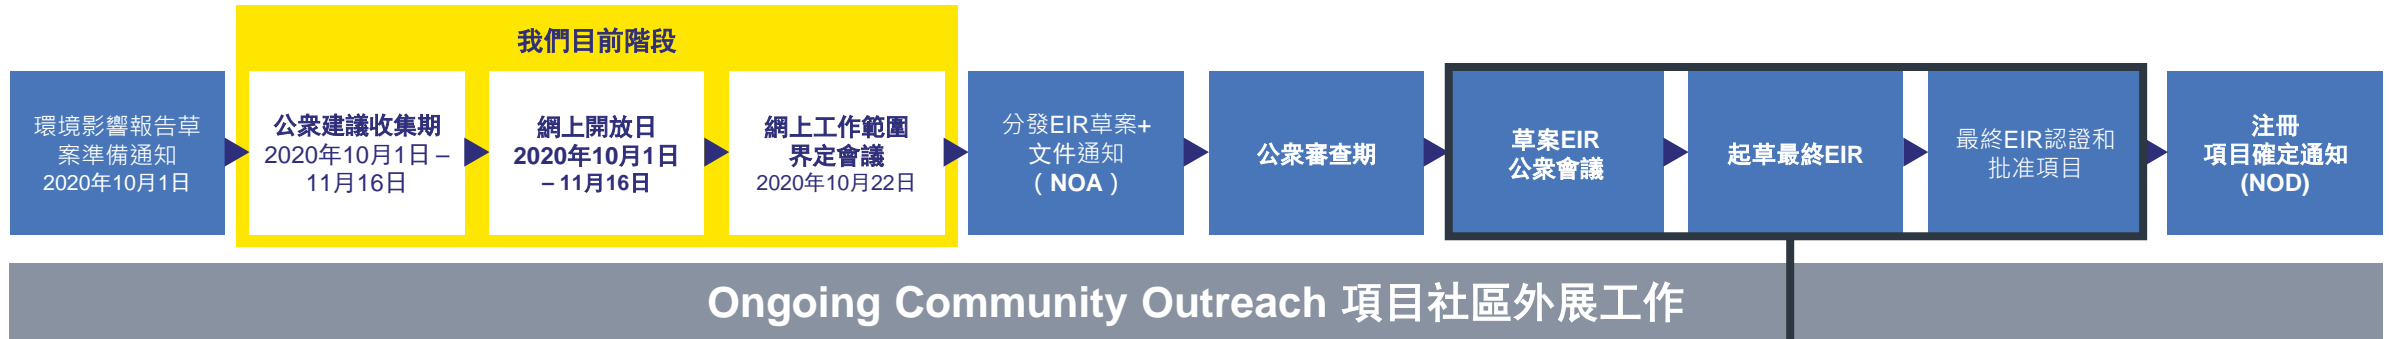 我們目前階段
環境影響報告草
案準備通知
2020年10月1日
公衆建議收集期
2020年10月1日 –
11月16日
網上開放日
2020年10月1日
– 11月16日
網上工作範圍
界定會議
2020年10月22日
分發EIR草案+
文件通知
（ NOA ）
公衆審查期
草案EIR
公衆會議
起草最終EIR
最終EIR認證和
批准項目
注冊
項目確定通知
(NOD)
Ongoing Community Outreach 項目社區外展工作